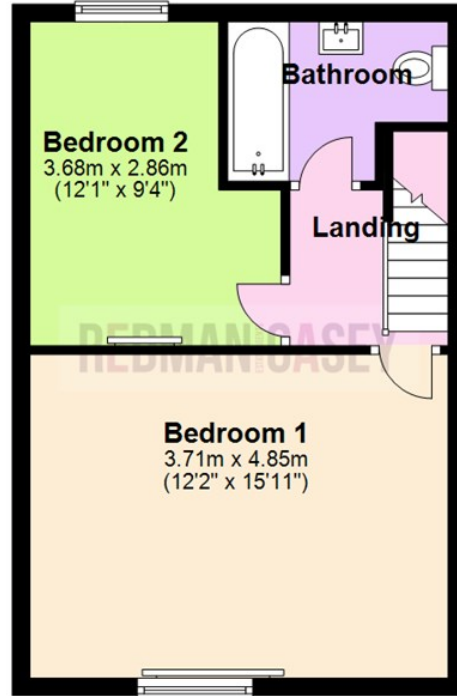 Bathroom
Bedroom 2
3.68m x 2.86m
(12'1" x 9'4")
Landing
REDMAN CASEY
Bedroom 1
3.71m x 4.85m
(12'2" x 15'11")